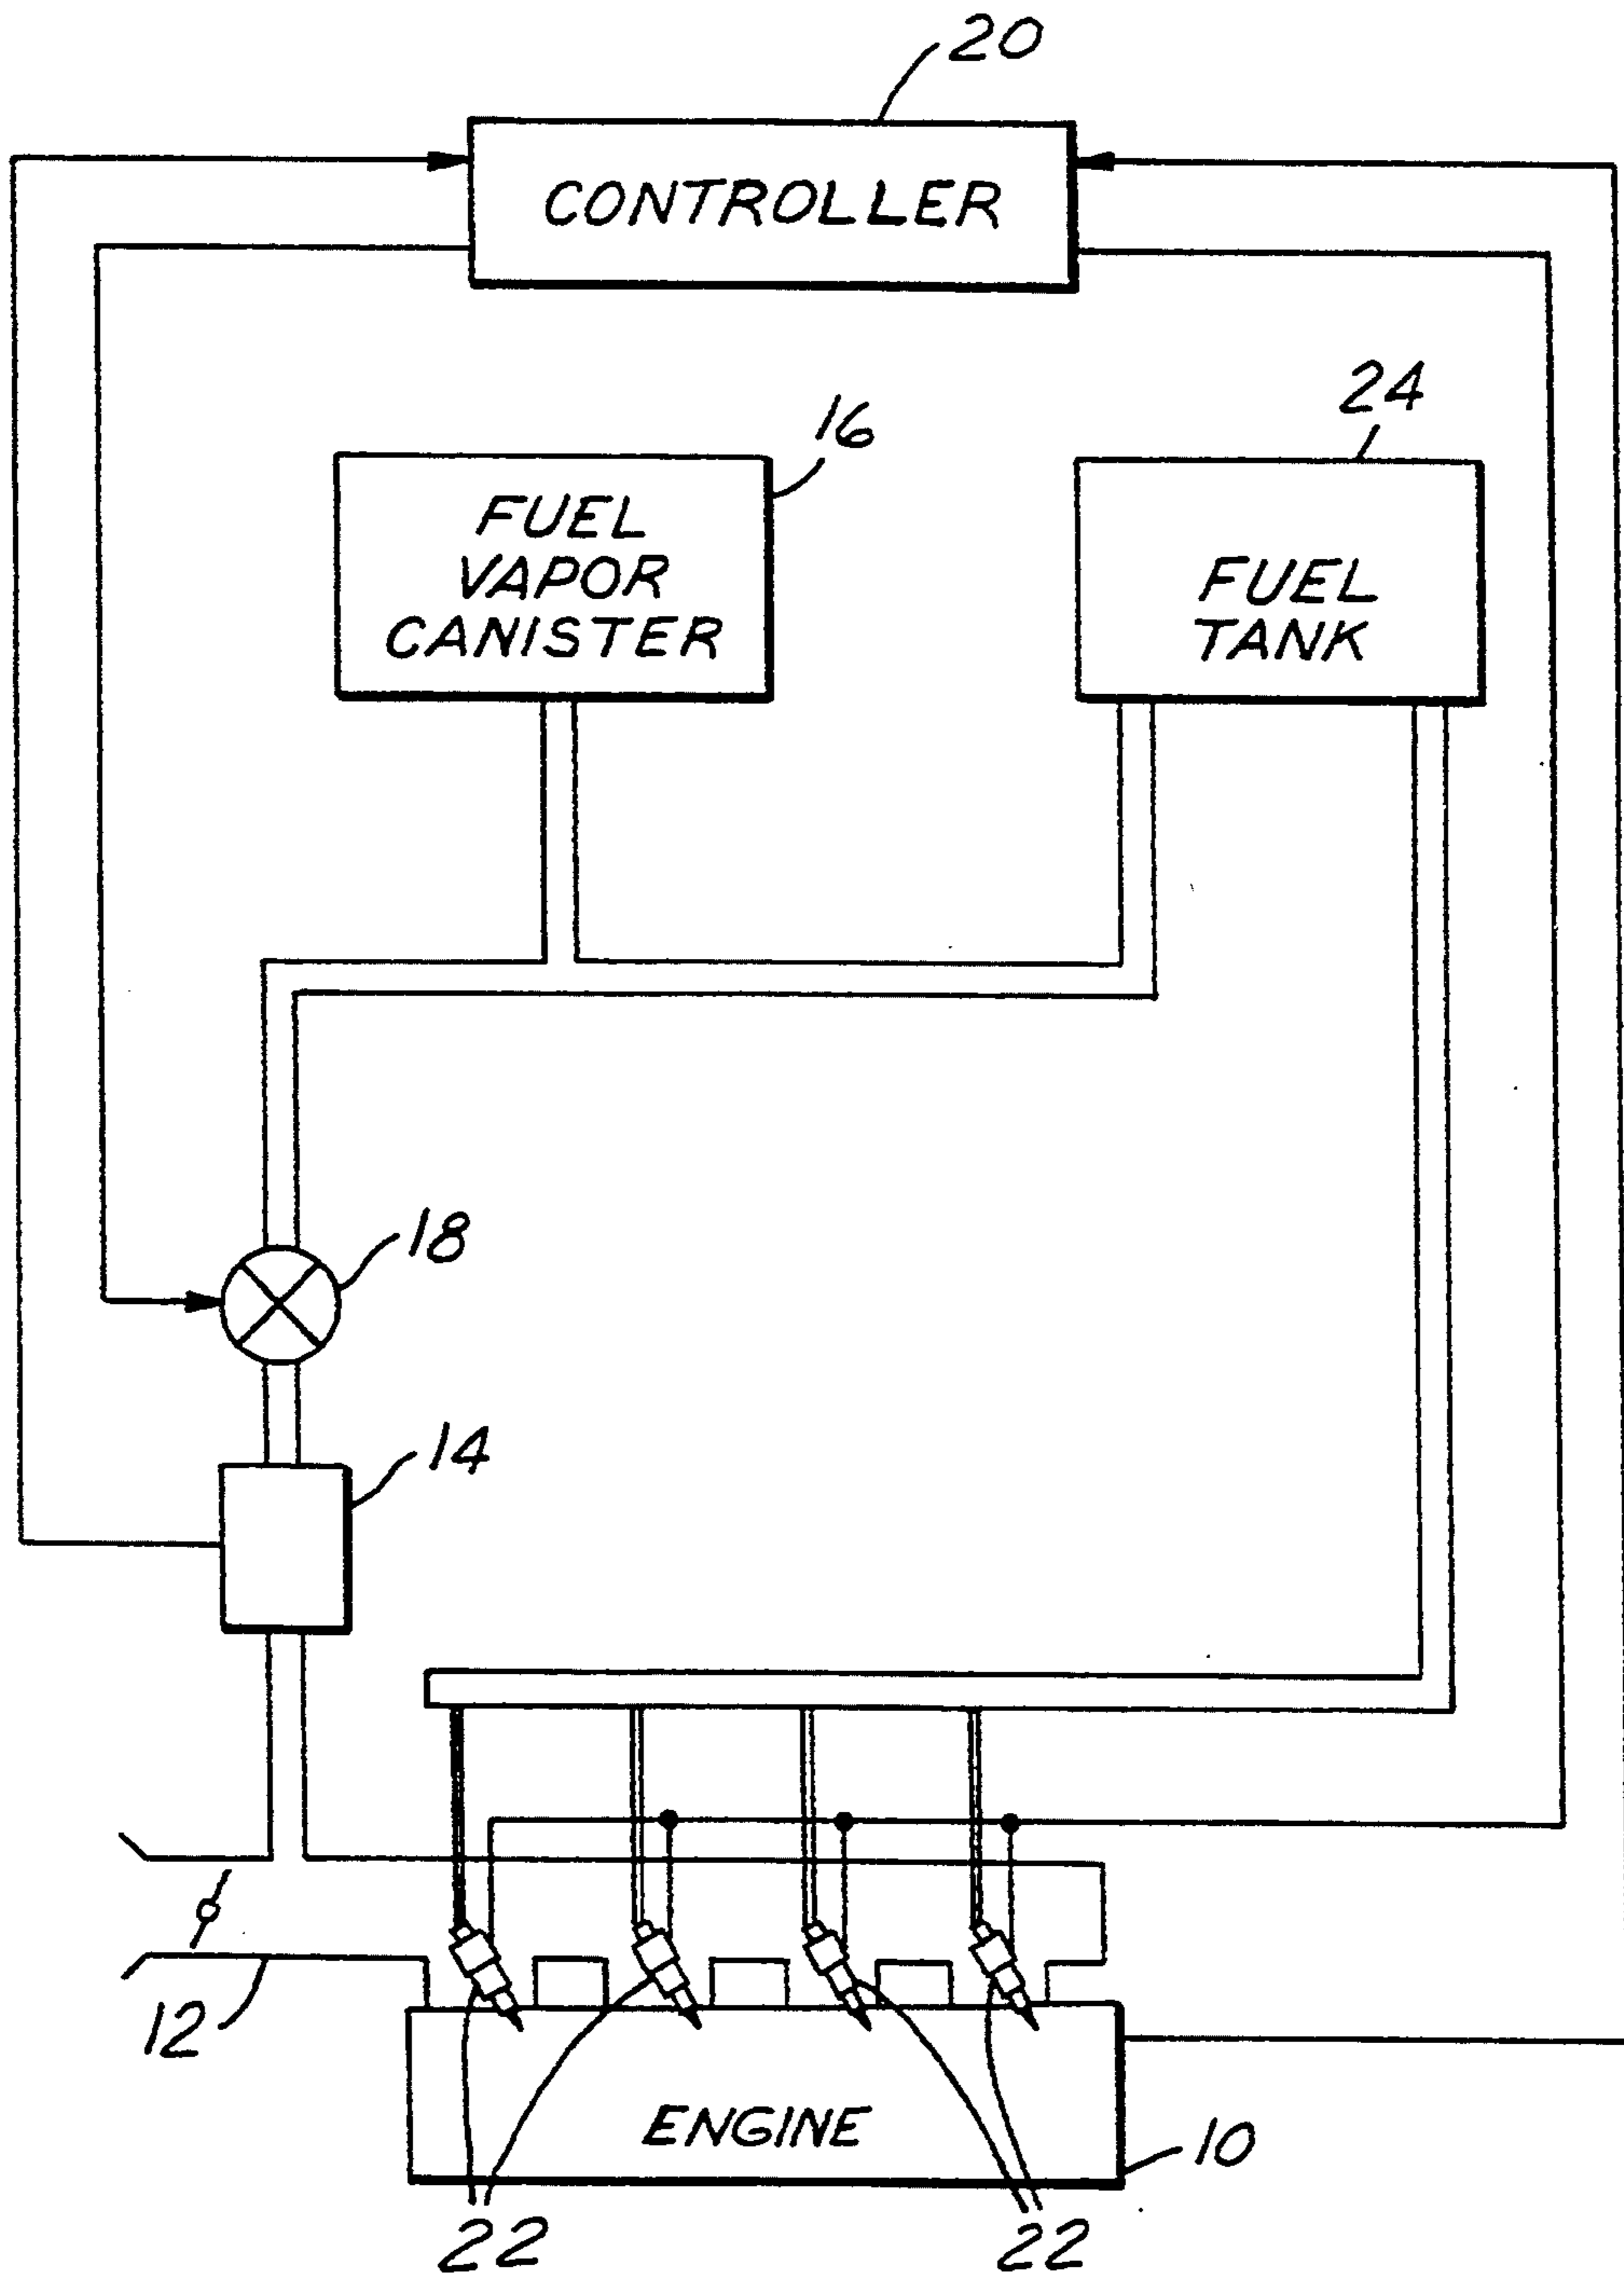 20
CONTROLLER
16
24
FUEL
VAPOR
CANISTER
FUEL
TANK
18
14
12
ENGINE
10
22
22